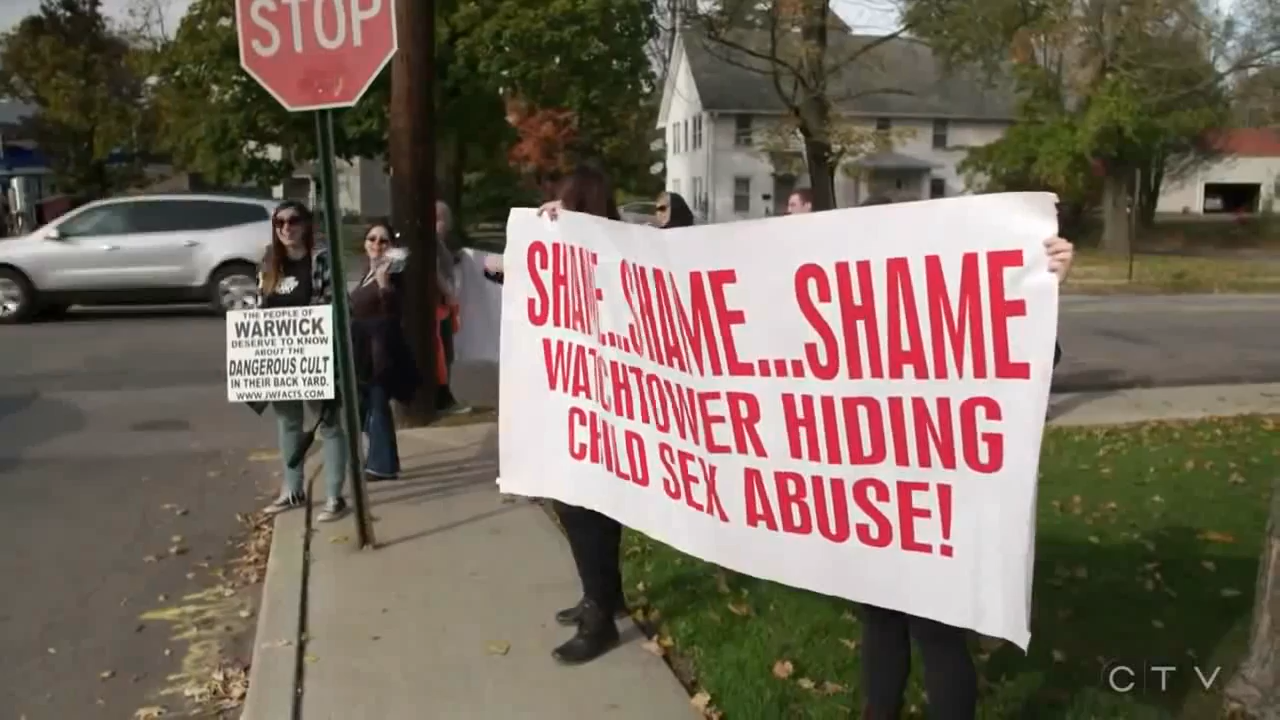 STOP
THE PEOPLE OF
WARWICK
DESERVE TO KNOW
ABOUT THE
DANGEROUS CULT
IN THEIR BACK YARD.
WWW.JWFACTS.COM
SHAME...SHAME...SHAME
WATCHTOWER HIDING
CHILD SEX ABUSE!
CTV